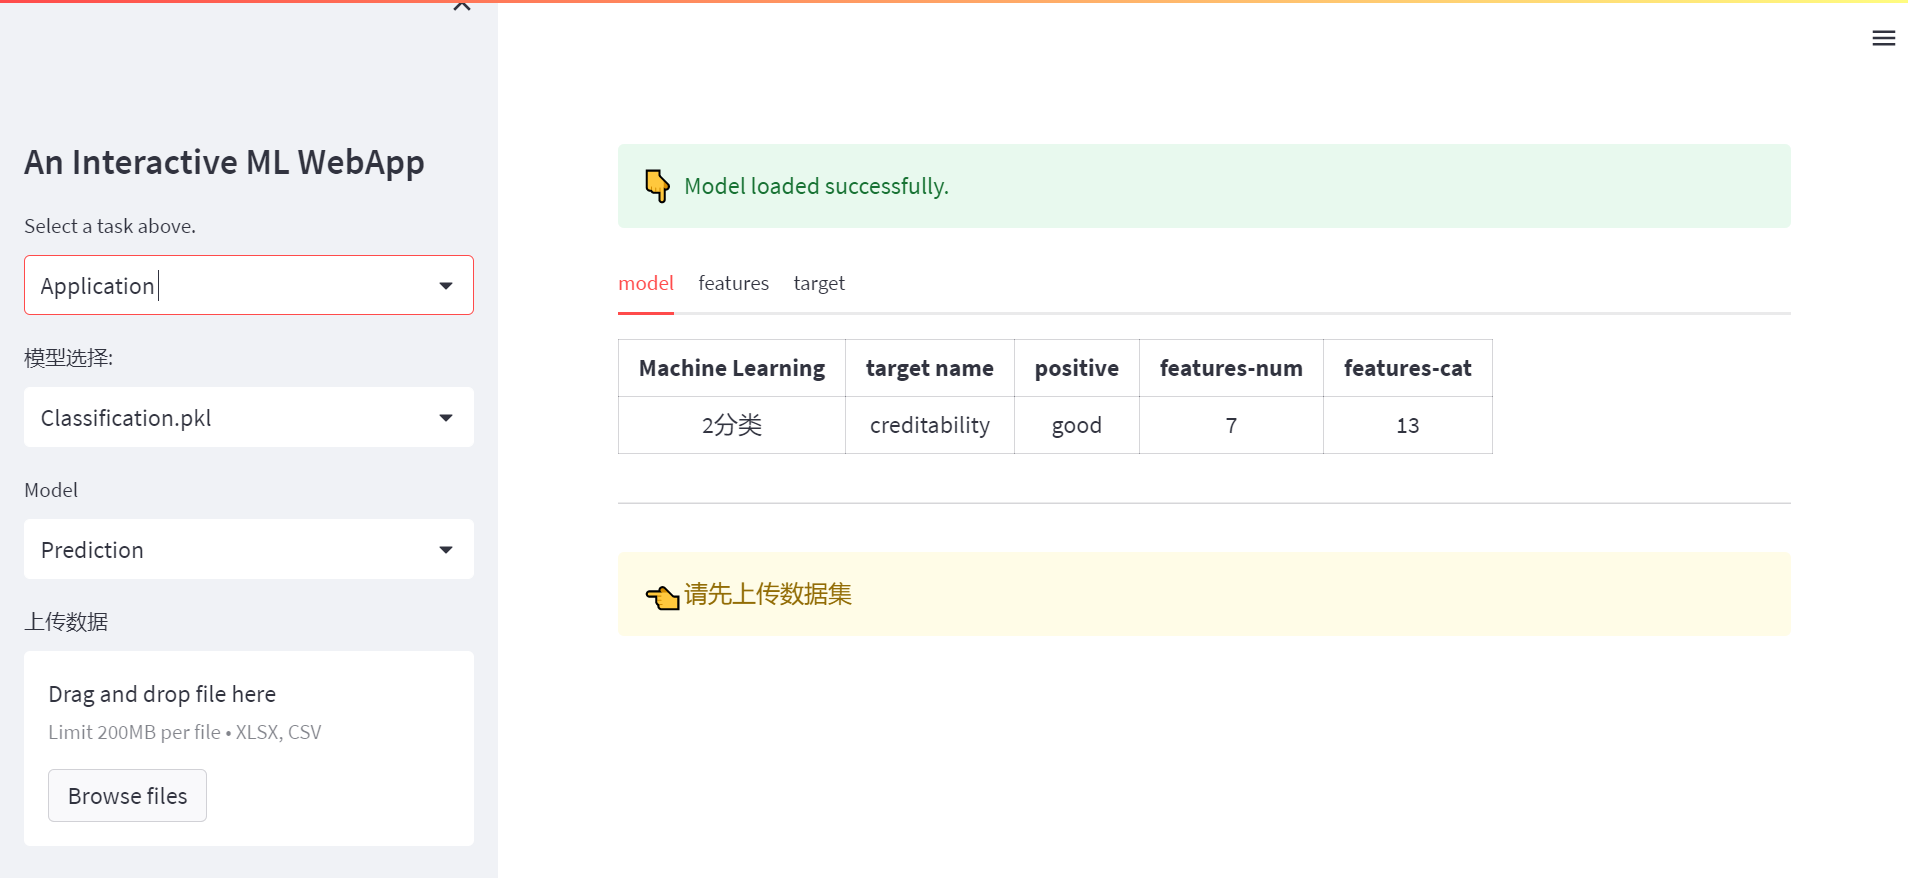 An Interactive ML WebApp
Select a task above.
Application
模型选择:
Classification.pkl
Model
Prediction
上传数据
Drag and drop file here
Limit 200MB per file • XLSX, CSV
Browse files
Model loaded successfully.
model features target
Machine Learning target name positive features-num features-cat
2分类 creditability good 7 13
请先上传数据集